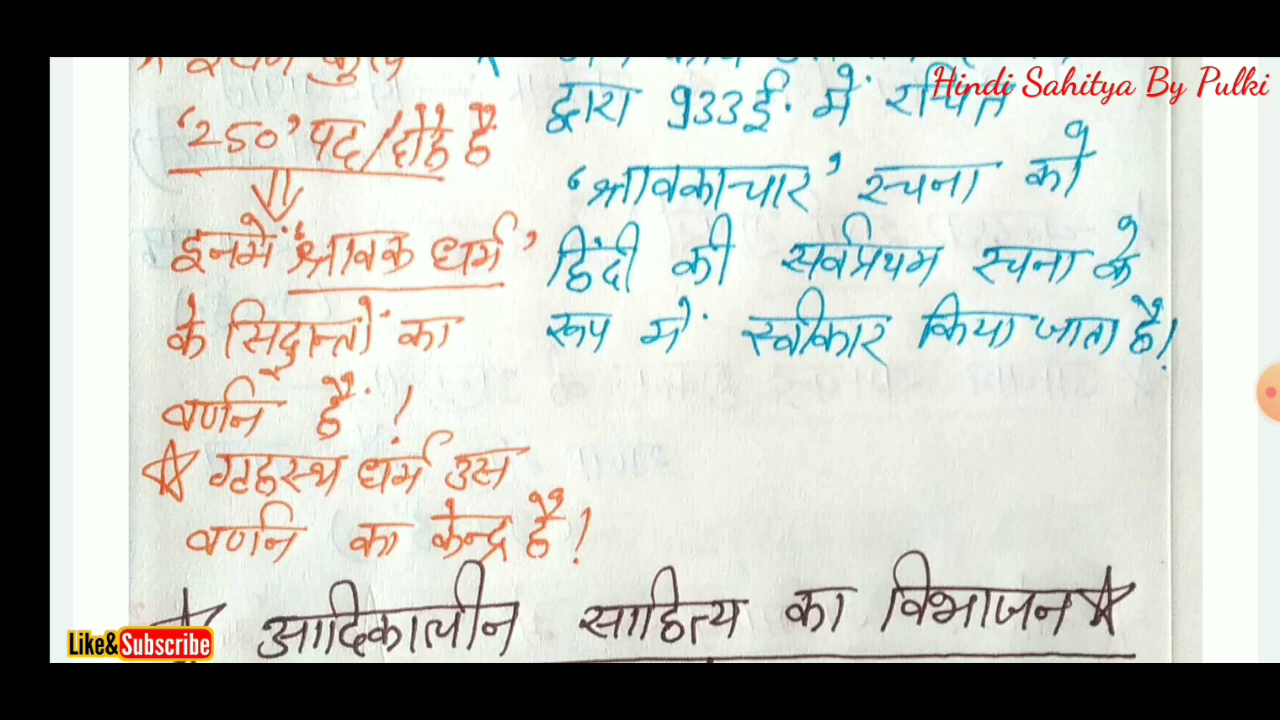 Hindi Sahitya By Pulki
'250' पद/दोहे है
इनमें 'श्रावक धर्म'
के सिद्धान्तों का
वर्णन हैं।
☆ गृहस्थ धर्म उस
वर्णन का केन्द्र है।
द्वारा 933ई. में रचित
'श्रावकाचार' रचना को
हिंदी की सर्वप्रथम रचना के
रूप में स्वीकार किया जाता है।
☆ आदिकालीन साहित्य का विभाजन ☆
Like& Subscribe